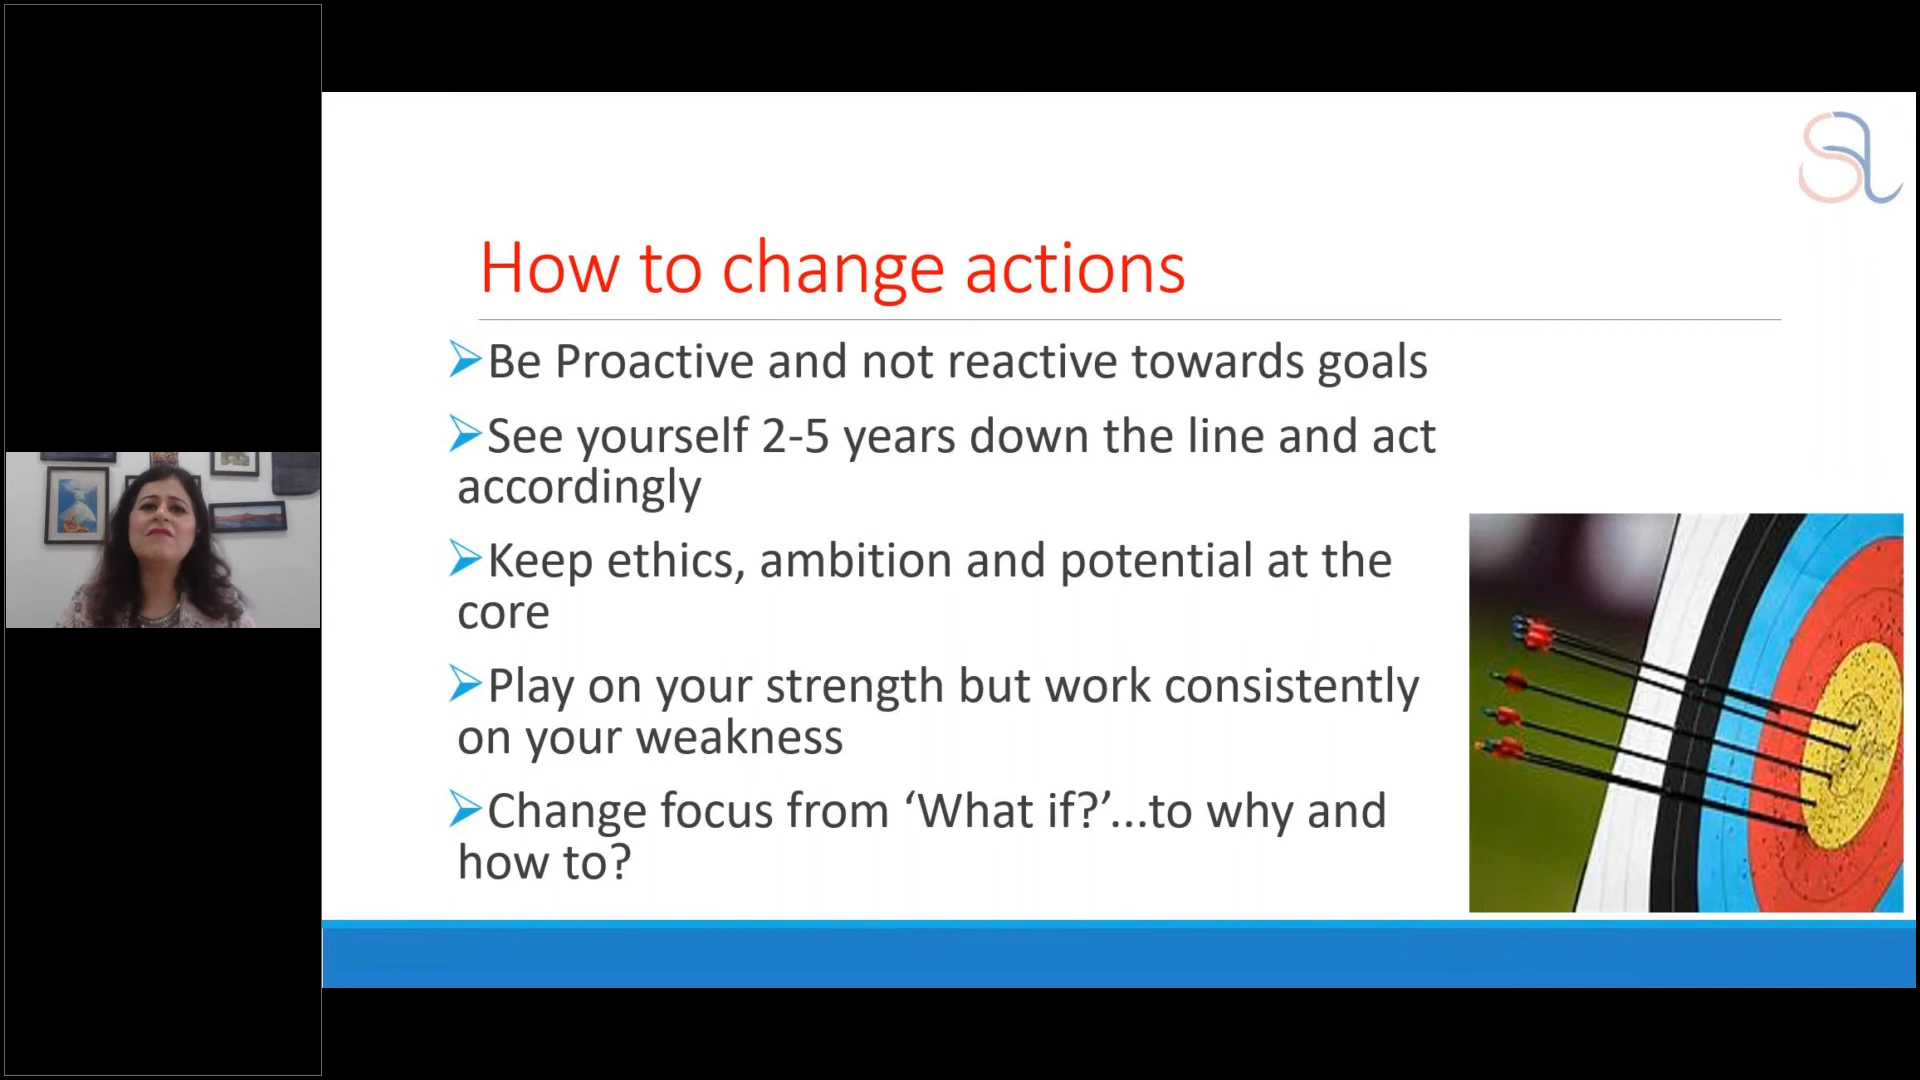 How to change actions
Be Proactive and not reactive towards goals
See yourself 2-5 years down the line and act
accordingly
Keep ethics, ambition and potential at the
core
Play on your strength but work consistently
on your weakness
Change focus from ‘What if?’...to why and
how to?